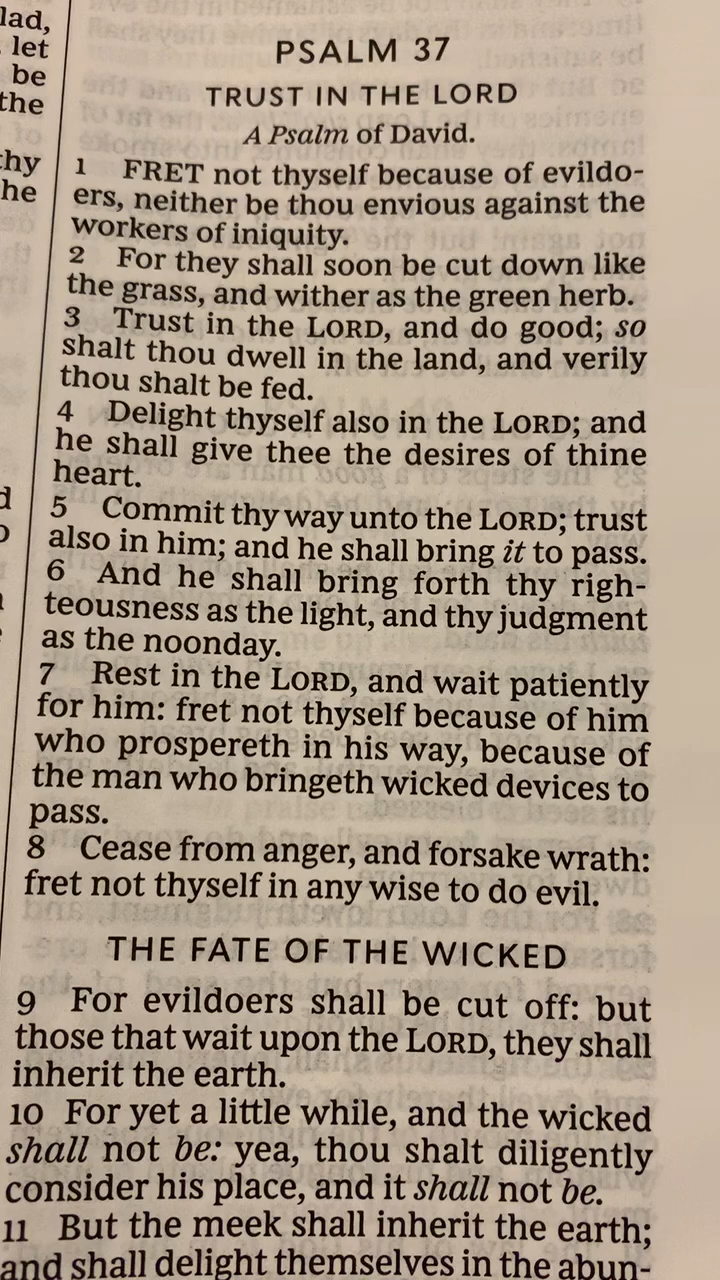 lad,
let
be
the
thy
he
PSALM 37
TRUST IN THE LORD
A Psalm of David.
1 FRET not thyself because of evildo-
ers, neither be thou envious against the
workers of iniquity.
2 For they shall soon be cut down like
the grass, and wither as the green herb.
3 Trust in the LORD, and do good; so
shalt thou dwell in the land, and verily
thou shalt be fed.
4 Delight thyself also in the LORD; and
he shall give thee the desires of thine
heart.
5 Commit thy way unto the LORD; trust
also in him; and he shall bring it to pass.
6 And he shall bring forth thy righ-
teousness as the light, and thy judgment
as the noonday.
7 Rest in the LORD, and wait patiently
for him: fret not thyself because of him
who prospereth in his way, because of
the man who bringeth wicked devices to
pass.
8 Cease from anger, and forsake wrath:
fret not thyself in any wise to do evil.
THE FATE OF THE WICKED
9 For evildoers shall be cut off: but
those that wait upon the LORD, they shall
inherit the earth.
10 For yet a little while, and the wicked
shall not be: yea, thou shalt diligently
consider his place, and it shall not be.
11 But the meek shall inherit the earth;
and shall delight themselves in the abun-